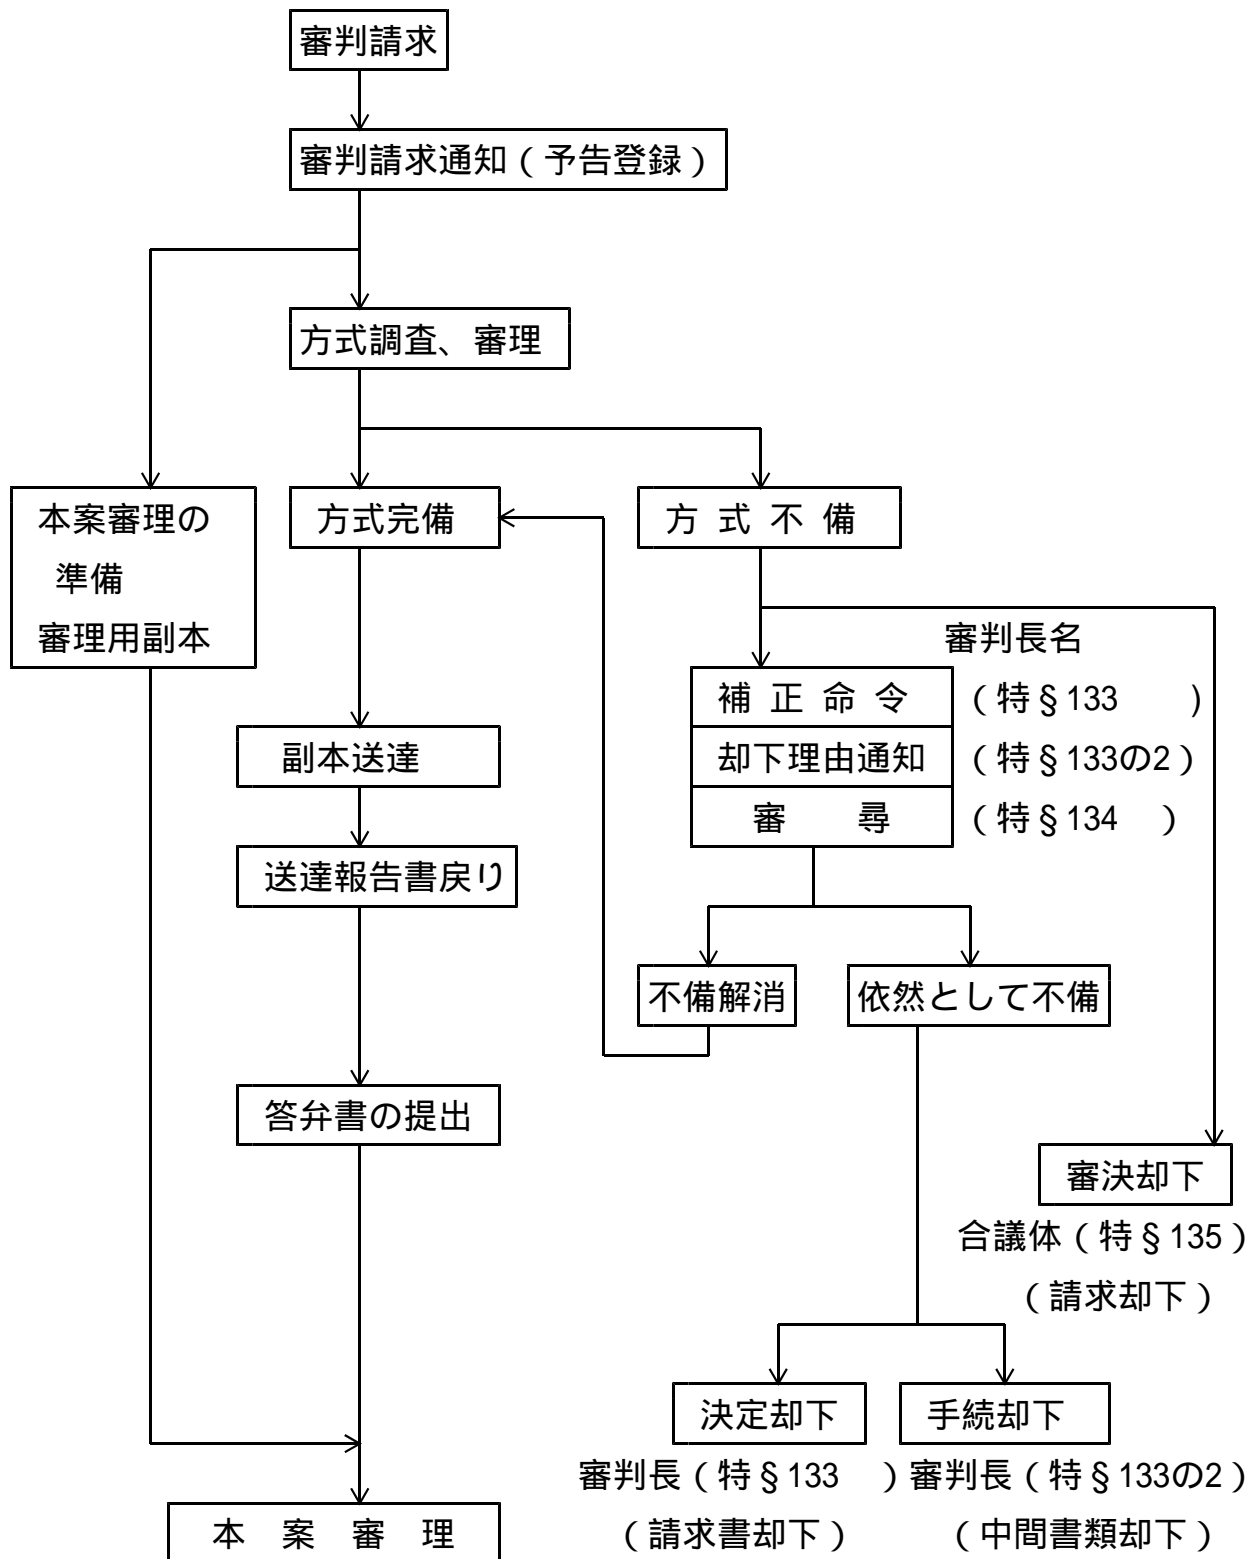 審判請求
審判請求通知（予告登録）
方式調査、審理
本案審理の
準備
審理用副本
方式完備
方 式 不 備
審判長名
補 正 命 令
（特§133　　）
却下理由通知
（特§133の2）
審　　尋
（特§134　）
副本送達
送達報告書戻り
不備解消
依然として不備
答弁書の提出
審決却下
合議体（特§135）
（請求却下）
決定却下
審判長（特§133　）
（請求書却下）
手続却下
審判長（特§133の2）
（中間書類却下）
本　案　審　理